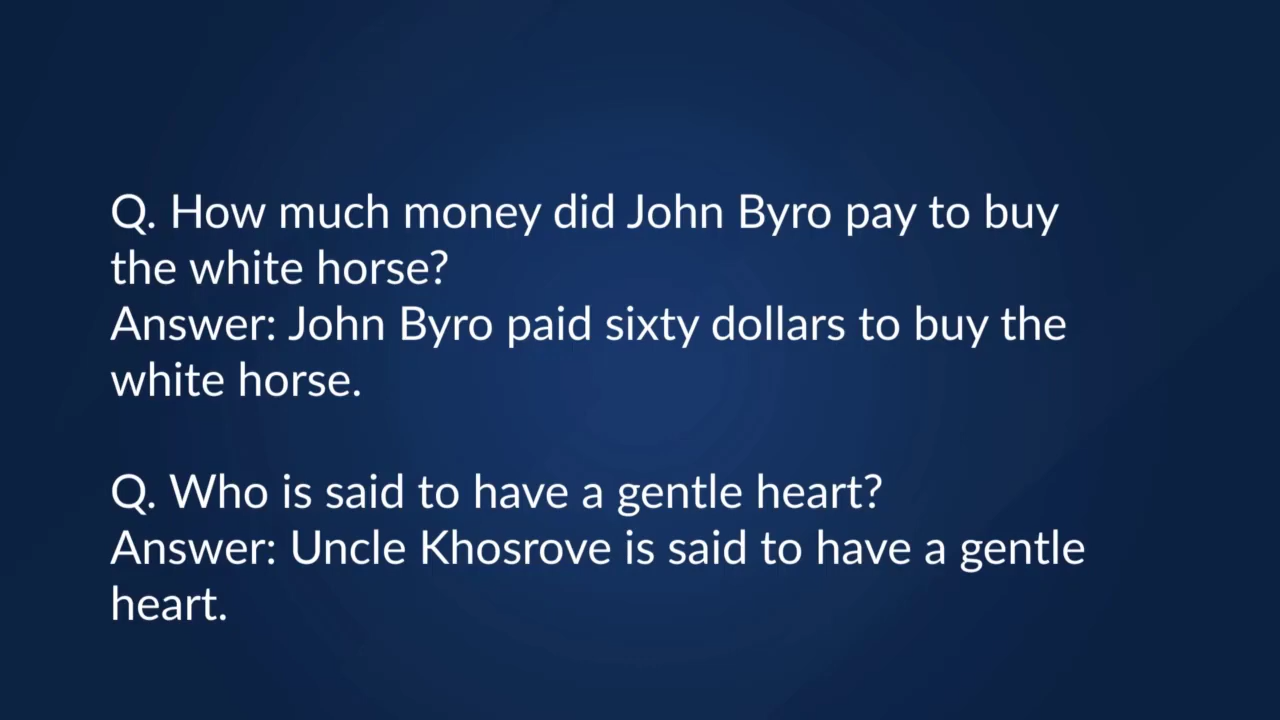 Q. How much money did John Byro pay to buy
the white horse?
Answer: John Byro paid sixty dollars to buy the
white horse.
Q. Who is said to have a gentle heart?
Answer: Uncle Khosrove is said to have a gentle
heart.